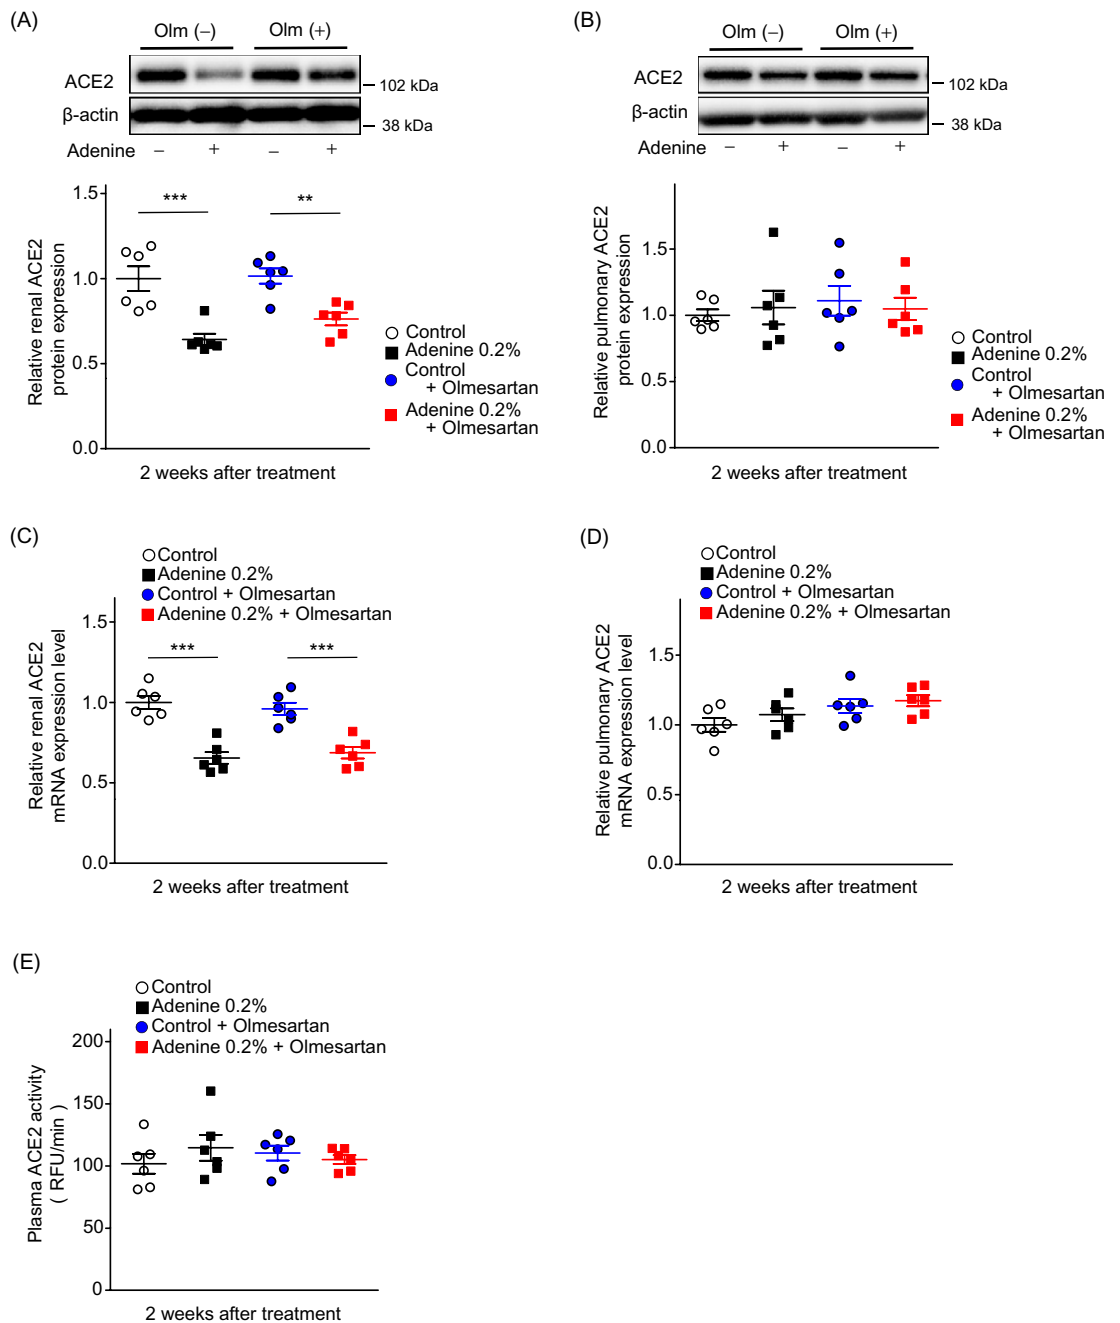 (A)
Olm (–) Olm (+)
ACE2
102 kDa
β-actin
38 kDa
Adenine – + – +
Relative renal ACE2
protein expression
1.5
1.0
0.5
0.0
*** **
Control
Adenine 0.2%
Control
+ Olmesartan
Adenine 0.2%
+ Olmesartan
2 weeks after treatment
(B)
Olm (–) Olm (+)
ACE2
102 kDa
β-actin
38 kDa
Adenine – + – +
Relative pulmonary ACE2
protein expression
1.5
1.0
0.5
0.0
Control
Adenine 0.2%
Control
+ Olmesartan
Adenine 0.2%
+ Olmesartan
2 weeks after treatment
(C)
Control
Adenine 0.2%
Control + Olmesartan
Adenine 0.2% + Olmesartan
Relative renal ACE2
mRNA expression level
1.5
1.0
0.5
0.0
*** ***
2 weeks after treatment
(D)
Control
Adenine 0.2%
Control + Olmesartan
Adenine 0.2% + Olmesartan
Relative pulmonary ACE2
mRNA expression level
1.5
1.0
0.5
0.0
2 weeks after treatment
(E)
Control
Adenine 0.2%
Control + Olmesartan
Adenine 0.2% + Olmesartan
Plasma ACE2 activity
( RFU/min )
200
150
100
50
0
2 weeks after treatment